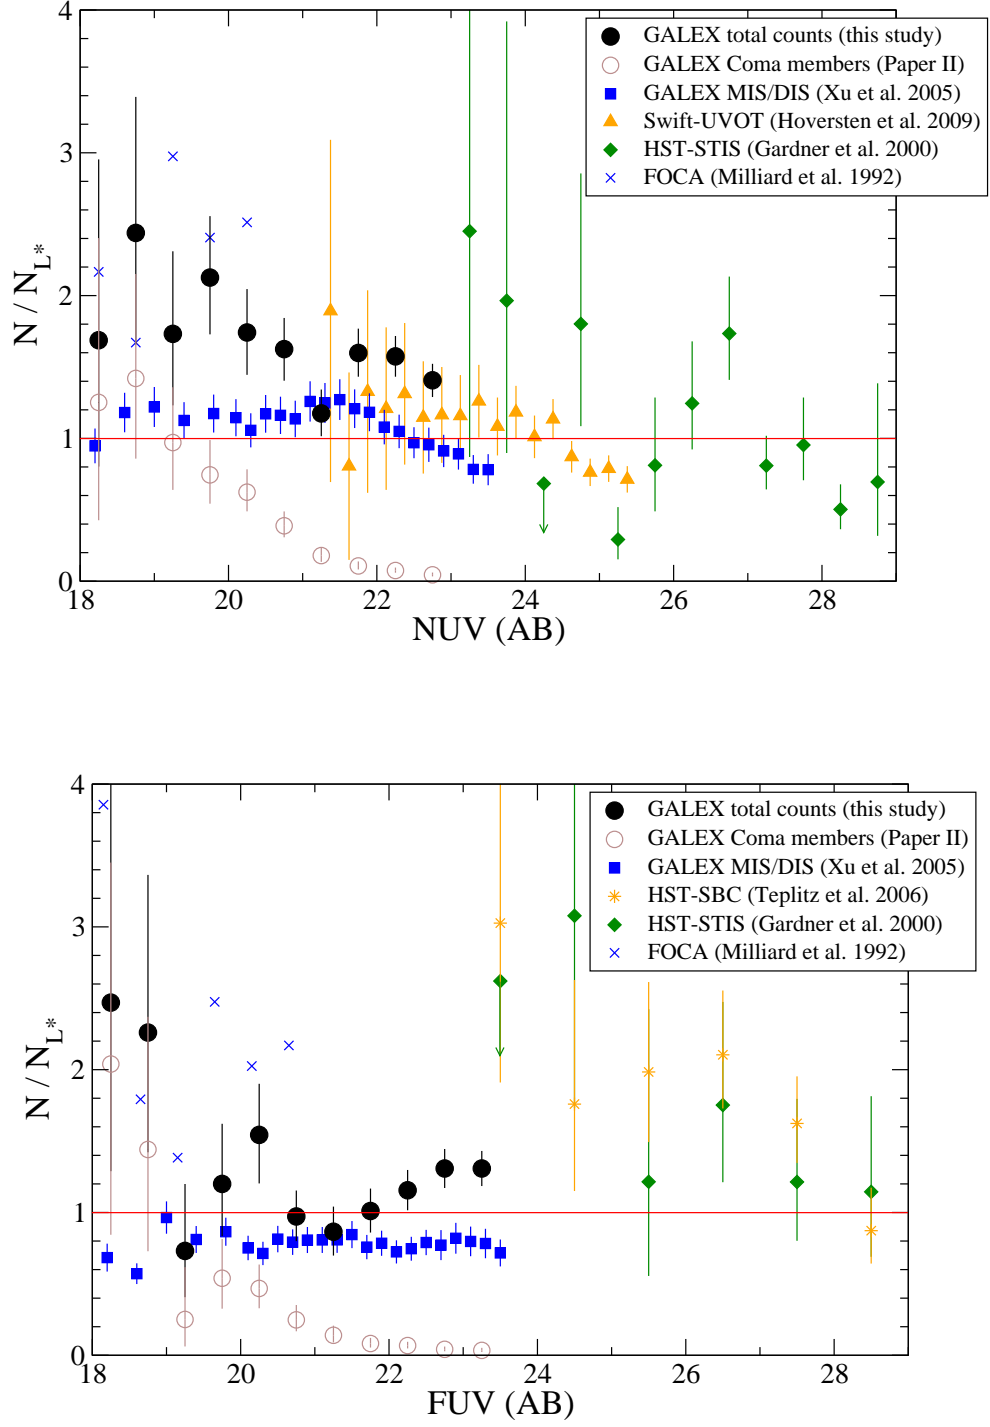 4
3
2
1
0
N / N_L*
GALEX total counts (this study)
GALEX Coma members (Paper II)
GALEX MIS/DIS (Xu et al. 2005)
Swift-UVOT (Hoversten et al. 2009)
HST-STIS (Gardner et al. 2000)
FOCA (Milliard et al. 1992)
18 20 22 24 26 28
NUV (AB)
4
3
2
1
0
N / N_L*
GALEX total counts (this study)
GALEX Coma members (Paper II)
GALEX MIS/DIS (Xu et al. 2005)
HST-SBC (Teplitz et al. 2006)
HST-STIS (Gardner et al. 2000)
FOCA (Milliard et al. 1992)
18 20 22 24 26 28
FUV (AB)